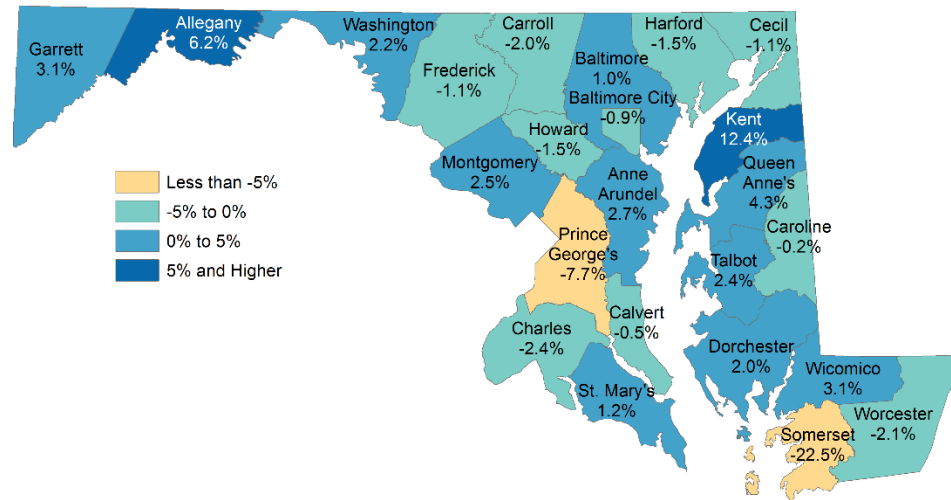 Garrett
3.1%
Allegany
6.2%
Washington
2.2%
Frederick
-1.1%
Carroll
-2.0%
Baltimore
1.0%
Baltimore City
-0.9%
Harford
-1.5%
Cecil
-1.1%
Howard
-1.5%
Montgomery
2.5%
Anne
Arundel
2.7%
Kent
12.4%
Queen
Anne's
4.3%
Caroline
-0.2%
Talbot
2.4%
Prince
George's
-7.7%
Calvert
-0.5%
Charles
-2.4%
St. Mary's
1.2%
Dorchester
2.0%
Wicomico
3.1%
Worcester
-2.1%
Somerset
-22.5%
Less than -5%
-5% to 0%
0% to 5%
5% and Higher